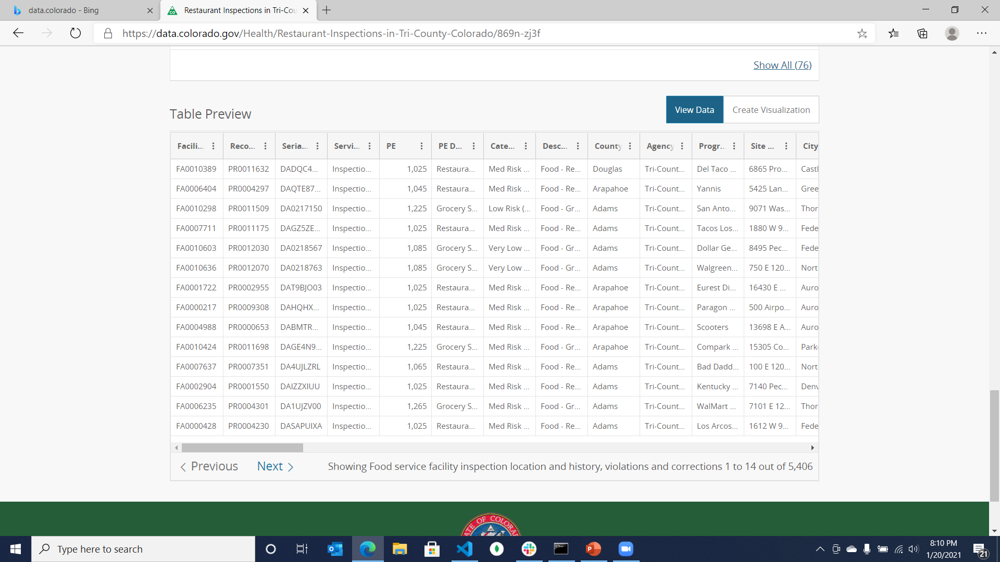 data.colorado - Bing
Restaurant Inspections in Tri-Cou
https://data.colorado.gov/Health/Restaurant-Inspections-in-Tri-County-Colorado/869n-zj3f
Show All (76)
Table Preview
View Data Create Visualization
Facili... Reco... Seria... Servi... PE PE D... Cate... Desc... County Agency Progr... Site ... City
FA0010389 PR0011632 DADQC4... Inspectio... 1,025 Restaura... Med Risk ... Food - Re... Douglas Tri-Count... Del Taco ... 6865 Pro... Castl
FA0006404 PR0004297 DAQTE87... Inspectio... 1,045 Restaura... Med Risk ... Food - Re... Arapahoe Tri-Count... Yannis 5425 Lan... Gree
FA0010298 PR0011509 DA0217150 Inspectio... 1,225 Grocery S... Low Risk (... Food - Gr... Adams Tri-Count... San Anto... 9071 Was... Thor
FA0007711 PR0011175 DAGZ5ZE... Inspectio... 1,025 Restaura... Med Risk ... Food - Re... Adams Tri-Count... Tacos Los... 1880 W 9... Fede
FA0010603 PR0012030 DA0218567 Inspectio... 1,085 Grocery S... Very Low ... Food - Gr... Adams Tri-Count... Dollar Ge... 8495 Pec... Fede
FA0010636 PR0012070 DA0218763 Inspectio... 1,085 Grocery S... Very Low ... Food - Gr... Adams Tri-Count... Walgreen... 750 E 120... Nort
FA0001722 PR0002955 DAT9BJO03 Inspectio... 1,025 Restaura... Med Risk ... Food - Re... Arapahoe Tri-Count... Eurest Di... 16430 E ... Auro
FA0000217 PR0009308 DAHQHX... Inspectio... 1,025 Restaura... Med Risk ... Food - Re... Arapahoe Tri-Count... Paragon ... 500 Airpo... Auro
FA0004988 PR0000653 DABMTR... Inspectio... 1,045 Restaura... Med Risk ... Food - Re... Arapahoe Tri-Count... Scooters 13698 E A... Auro
FA0010424 PR0011698 DAGE4N9... Inspectio... 1,225 Grocery S... Med Risk ... Food - Gr... Arapahoe Tri-Count... Compark ... 15305 Co... Park
FA0007637 PR0007351 DA4UJLZRL Inspectio... 1,065 Restaura... Med Risk ... Food - Re... Adams Tri-Count... Bad Dadd... 100 E 120... Nort
FA0002904 PR0001550 DAIZZXIUU Inspectio... 1,025 Restaura... Med Risk ... Food - Re... Adams Tri-Count... Kentucky ... 7140 Pec... Denv
FA0006235 PR0004301 DA1UJZV00 Inspectio... 1,265 Grocery S... Med Risk ... Food - Gr... Adams Tri-Count... WalMart ... 7101 E 12... Thor
FA0000428 PR0004230 DASAPUIXA Inspectio... 1,025 Restaura... Med Risk ... Food - Re... Adams Tri-Count... Los Arcos... 1612 W 9... Fede
Previous Next Showing Food service facility inspection location and history, violations and corrections 1 to 14 out of 5,406
OF COLORA
Type here to search
8:10 PM
1/20/2021
21